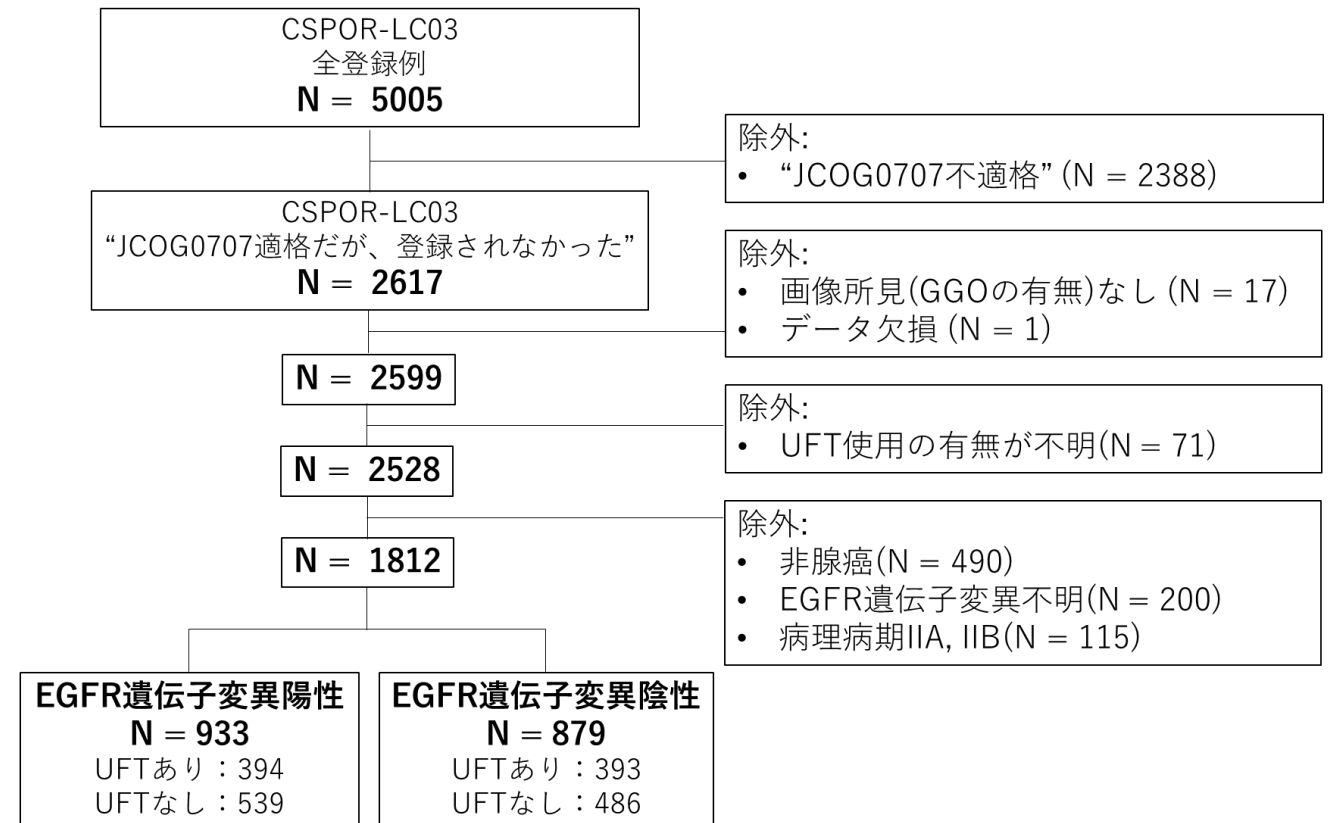 CSPOR-LC03
全登録例
N = 5005
除外:
• “JCOG0707不適格” (N = 2388)
CSPOR-LC03
“JCOG0707適格だが、登録されなかった”
N = 2617
除外:
• 画像所見(GGOの有無)なし (N = 17)
• データ欠損 (N = 1)
N = 2599
除外:
• UFT使用の有無が不明(N = 71)
N = 2528
除外:
• 非腺癌(N = 490)
• EGFR遺伝子変異不明(N = 200)
• 病理病期IIA, IIB(N = 115)
N = 1812
EGFR遺伝子変異陽性
N = 933
UFTあり：394
UFTなし：539
EGFR遺伝子変異陰性
N = 879
UFTあり：393
UFTなし：486